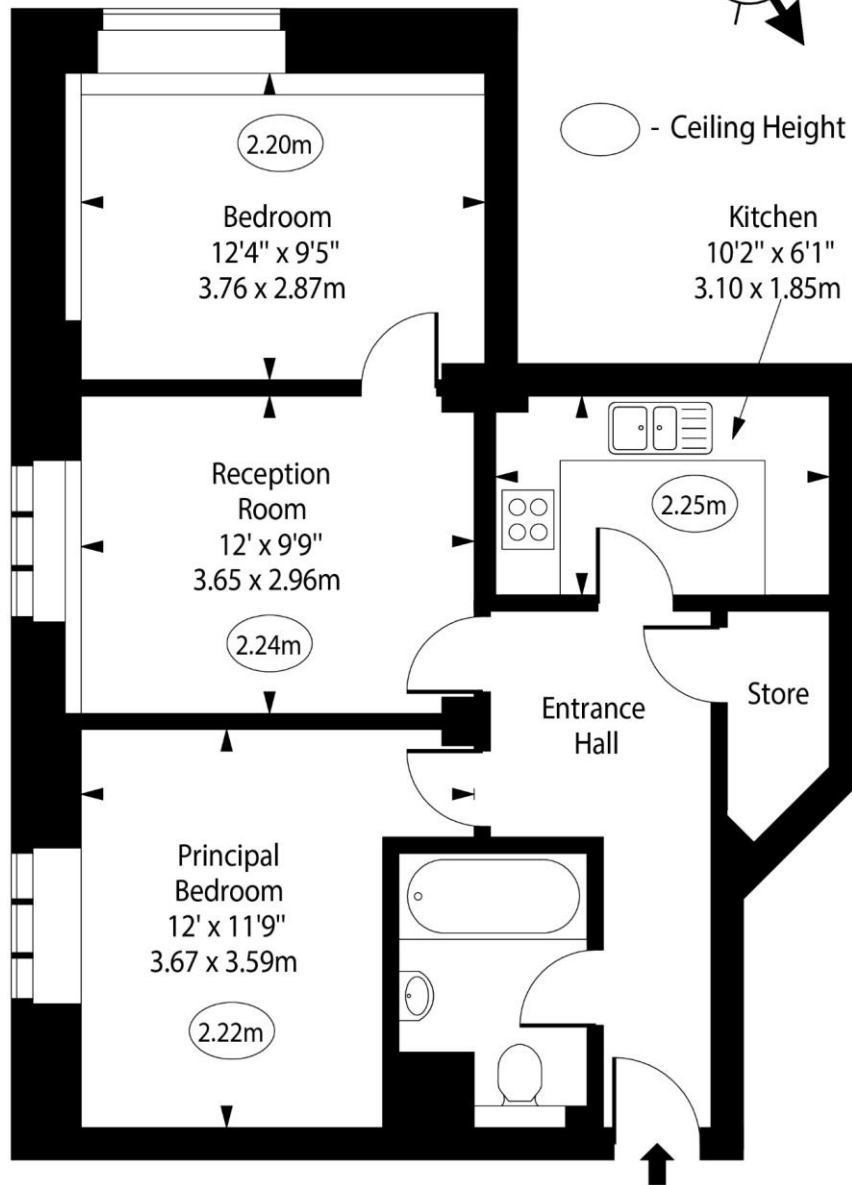 - Ceiling Height
2.20m
Bedroom
12'4" x 9'5"
3.76 x 2.87m
Kitchen
10'2" x 6'1"
3.10 x 1.85m
2.25m
Reception
Room
12' x 9'9"
3.65 x 2.96m
2.24m
Entrance
Hall
Store
Principal
Bedroom
12' x 11'9"
3.67 x 3.59m
2.22m